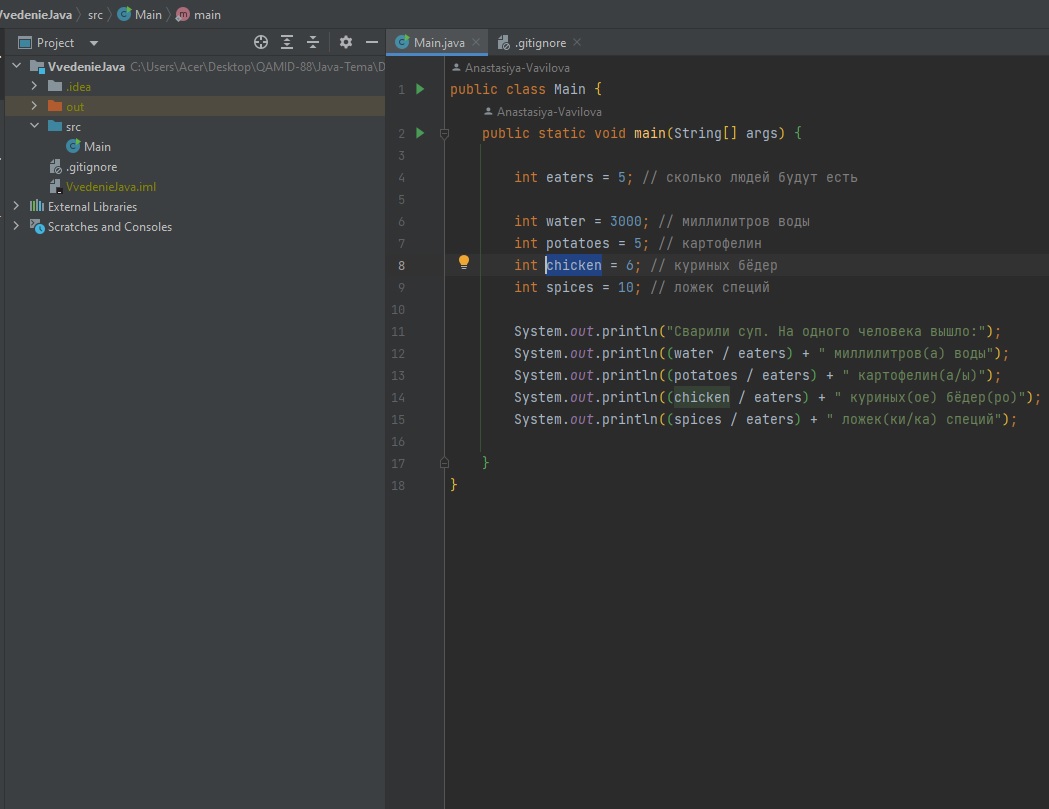 VvedenieJava src Main main
Project
Main.java .gitignore
VvedenieJava C:\Users\Acer\Desktop\QAMID-88\Java-Tema\D
.idea
out
src
Main
.gitignore
VvedenieJava.iml
External Libraries
Scratches and Consoles
Anastasiya-Vavilova
1 public class Main {
Anastasiya-Vavilova
2 public static void main(String[] args) {
3
4 int eaters = 5; // сколько людей будут есть
5
6 int water = 3000; // миллилитров воды
7 int potatoes = 5; // картофелин
8 int chicken = 6; // куриных бёдер
9 int spices = 10; // ложек специй
10
11 System.out.println("Сварили суп. На одного человека вышло:");
12 System.out.println((water / eaters) + " миллилитров(а) воды");
13 System.out.println((potatoes / eaters) + " картофелин(а/ы)");
14 System.out.println((chicken / eaters) + " куриных(ое) бёдер(ро)");
15 System.out.println((spices / eaters) + " ложек(ки/ка) специй");
16
17 }
18 }